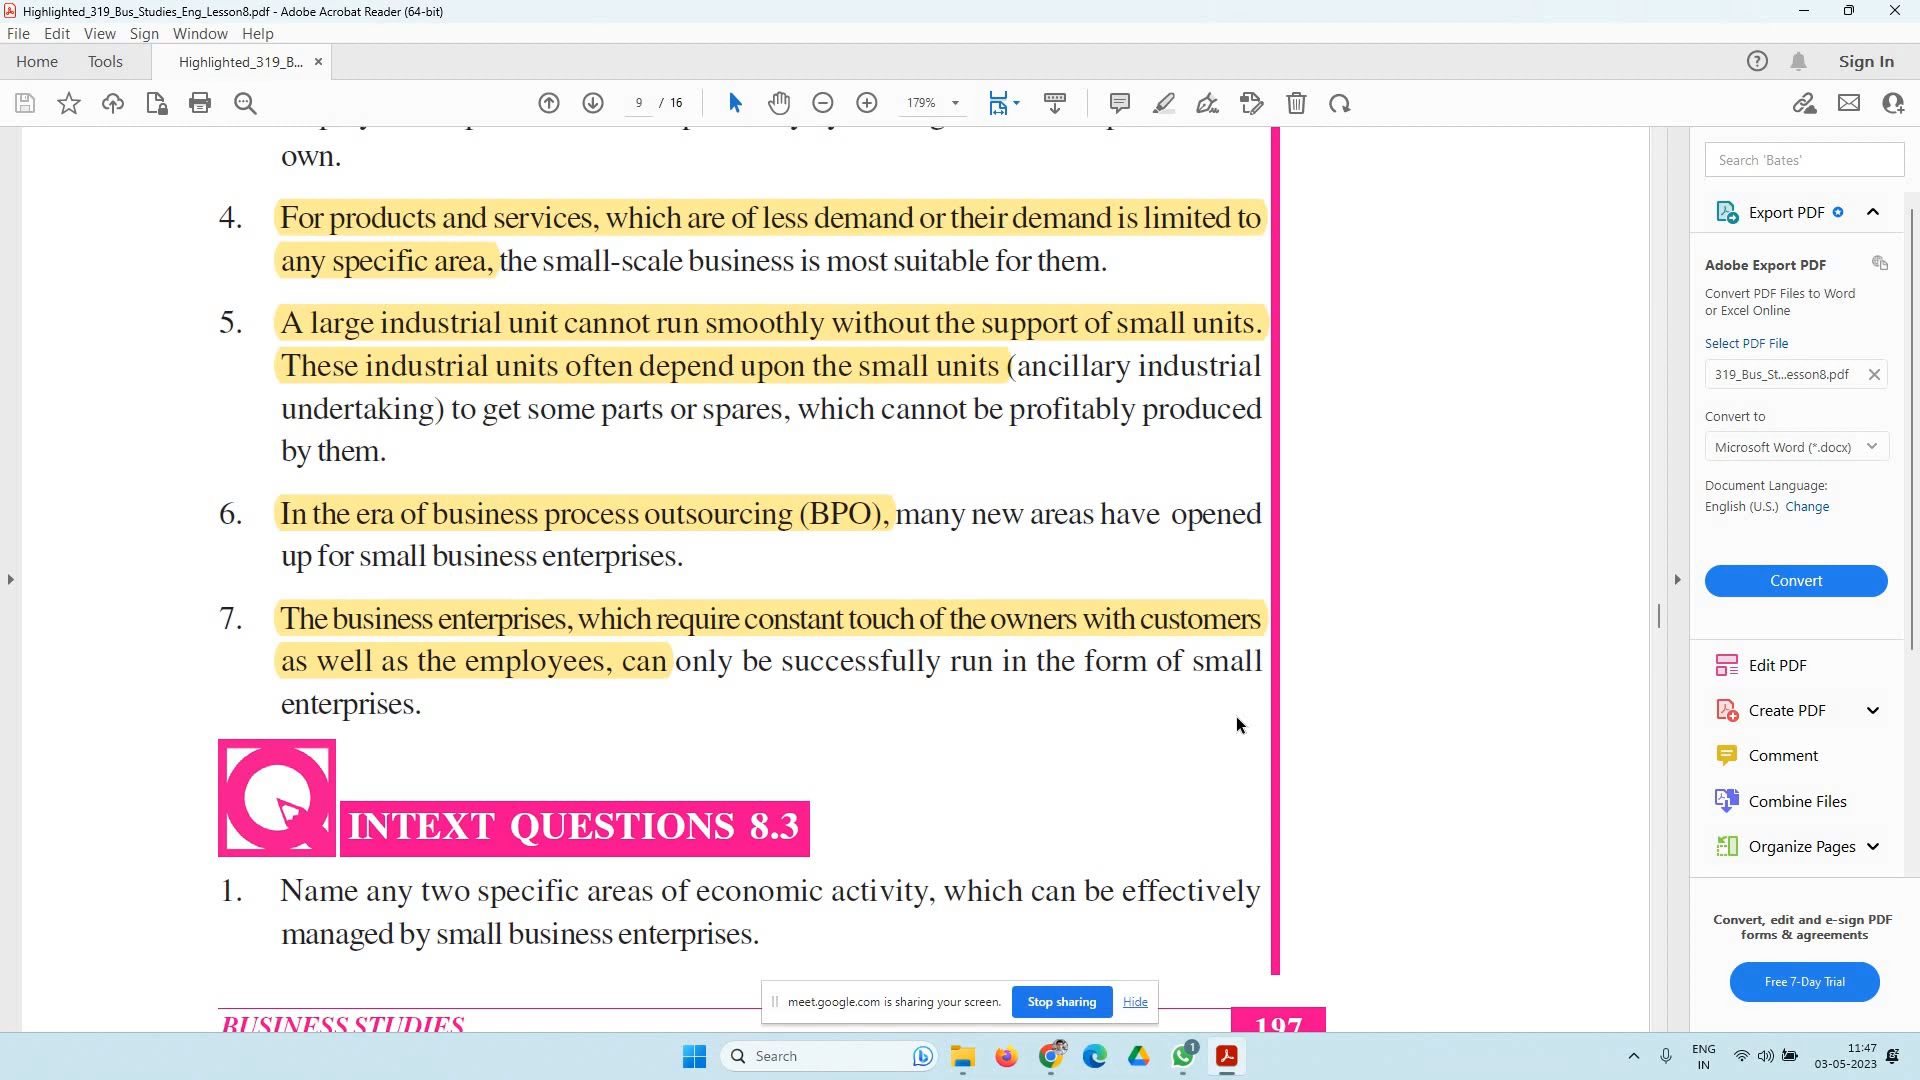 Highlighted_319_Bus_Studies_Eng_Lesson8.pdf - Adobe Acrobat Reader (64-bit)
File Edit View Sign Window Help
Home Tools Highlighted_319_B... × Sign In
9 / 16 179%
own.
4. For products and services, which are of less demand or their demand is limited to
any specific area, the small-scale business is most suitable for them.
5. A large industrial unit cannot run smoothly without the support of small units.
These industrial units often depend upon the small units (ancillary industrial
undertaking) to get some parts or spares, which cannot be profitably produced
by them.
6. In the era of business process outsourcing (BPO), many new areas have opened
up for small business enterprises.
7. The business enterprises, which require constant touch of the owners with customers
as well as the employees, can only be successfully run in the form of small
enterprises.
INTEXT QUESTIONS 8.3
1. Name any two specific areas of economic activity, which can be effectively
managed by small business enterprises.
BUSINESS STUDIES 197
Search 'Bates'
Export PDF
Adobe Export PDF
Convert PDF Files to Word
or Excel Online
Select PDF File
319_Bus_St...esson8.pdf
Convert to
Microsoft Word (*.docx)
Document Language:
English (U.S.) Change
Convert
Edit PDF
Create PDF
Comment
Combine Files
Organize Pages
Convert, edit and e-sign PDF
forms & agreements
Free 7-Day Trial
meet.google.com is sharing your screen. Stop sharing Hide
Search
1
ENG
IN
11:47
03-05-2023